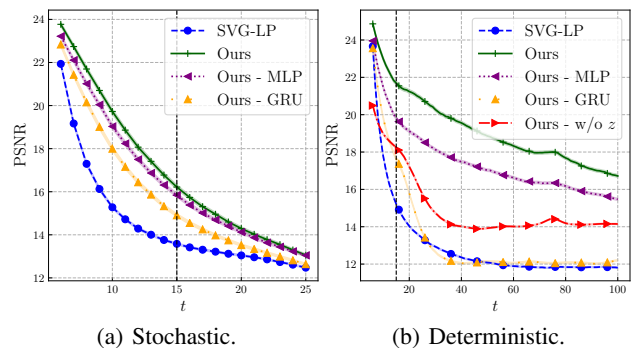 24
22
20
18
16
14
12
PSNR
10
15
20
25
t
SVG-LP
Ours
Ours - MLP
Ours - GRU
(a) Stochastic.
24
22
20
18
16
14
12
PSNR
20
40
60
80
100
t
SVG-LP
Ours
Ours - MLP
Ours - GRU
Ours - w/o z
(b) Deterministic.